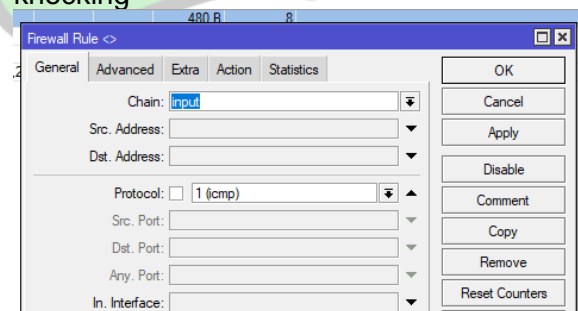 knocking
480 B 8
Firewall Rule <>
General Advanced Extra Action Statistics
OK
Chain: input
Cancel
Src. Address:
Apply
Dst. Address:
Disable
Protocol: 1 (icmp)
Comment
Src. Port:
Copy
Dst. Port:
Remove
Any. Port:
Reset Counters
In. Interface: